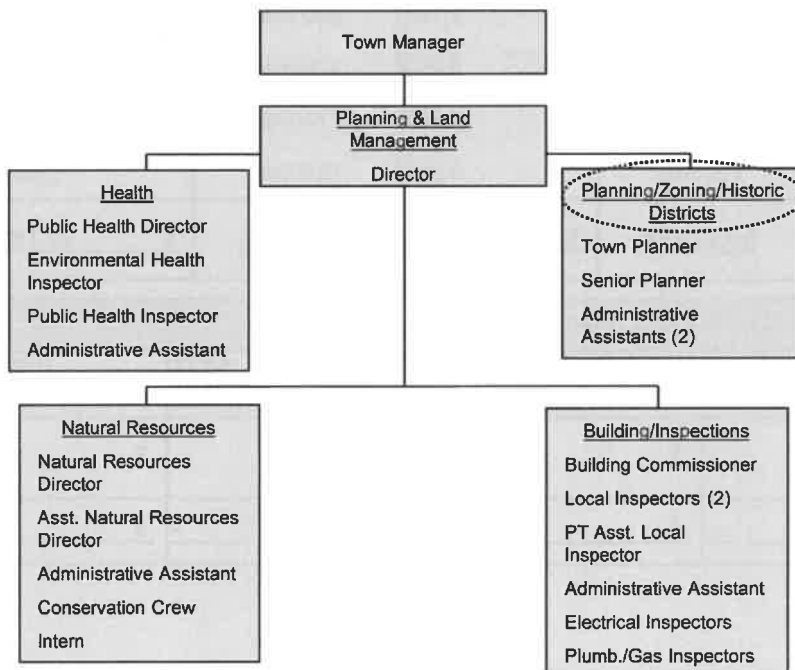 Town Manager
Planning & Land
Management
Director
Health
Public Health Director
Environmental Health
Inspector
Public Health Inspector
Administrative Assistant
Planning/Zoning/Historic
Districts
Town Planner
Senior Planner
Administrative
Assistants (2)
Natural Resources
Natural Resources
Director
Asst. Natural Resources
Director
Administrative Assistant
Conservation Crew
Intern
Building/Inspections
Building Commissioner
Local Inspectors (2)
PT Asst. Local
Inspector
Administrative Assistant
Electrical Inspectors
Plumb./Gas Inspectors